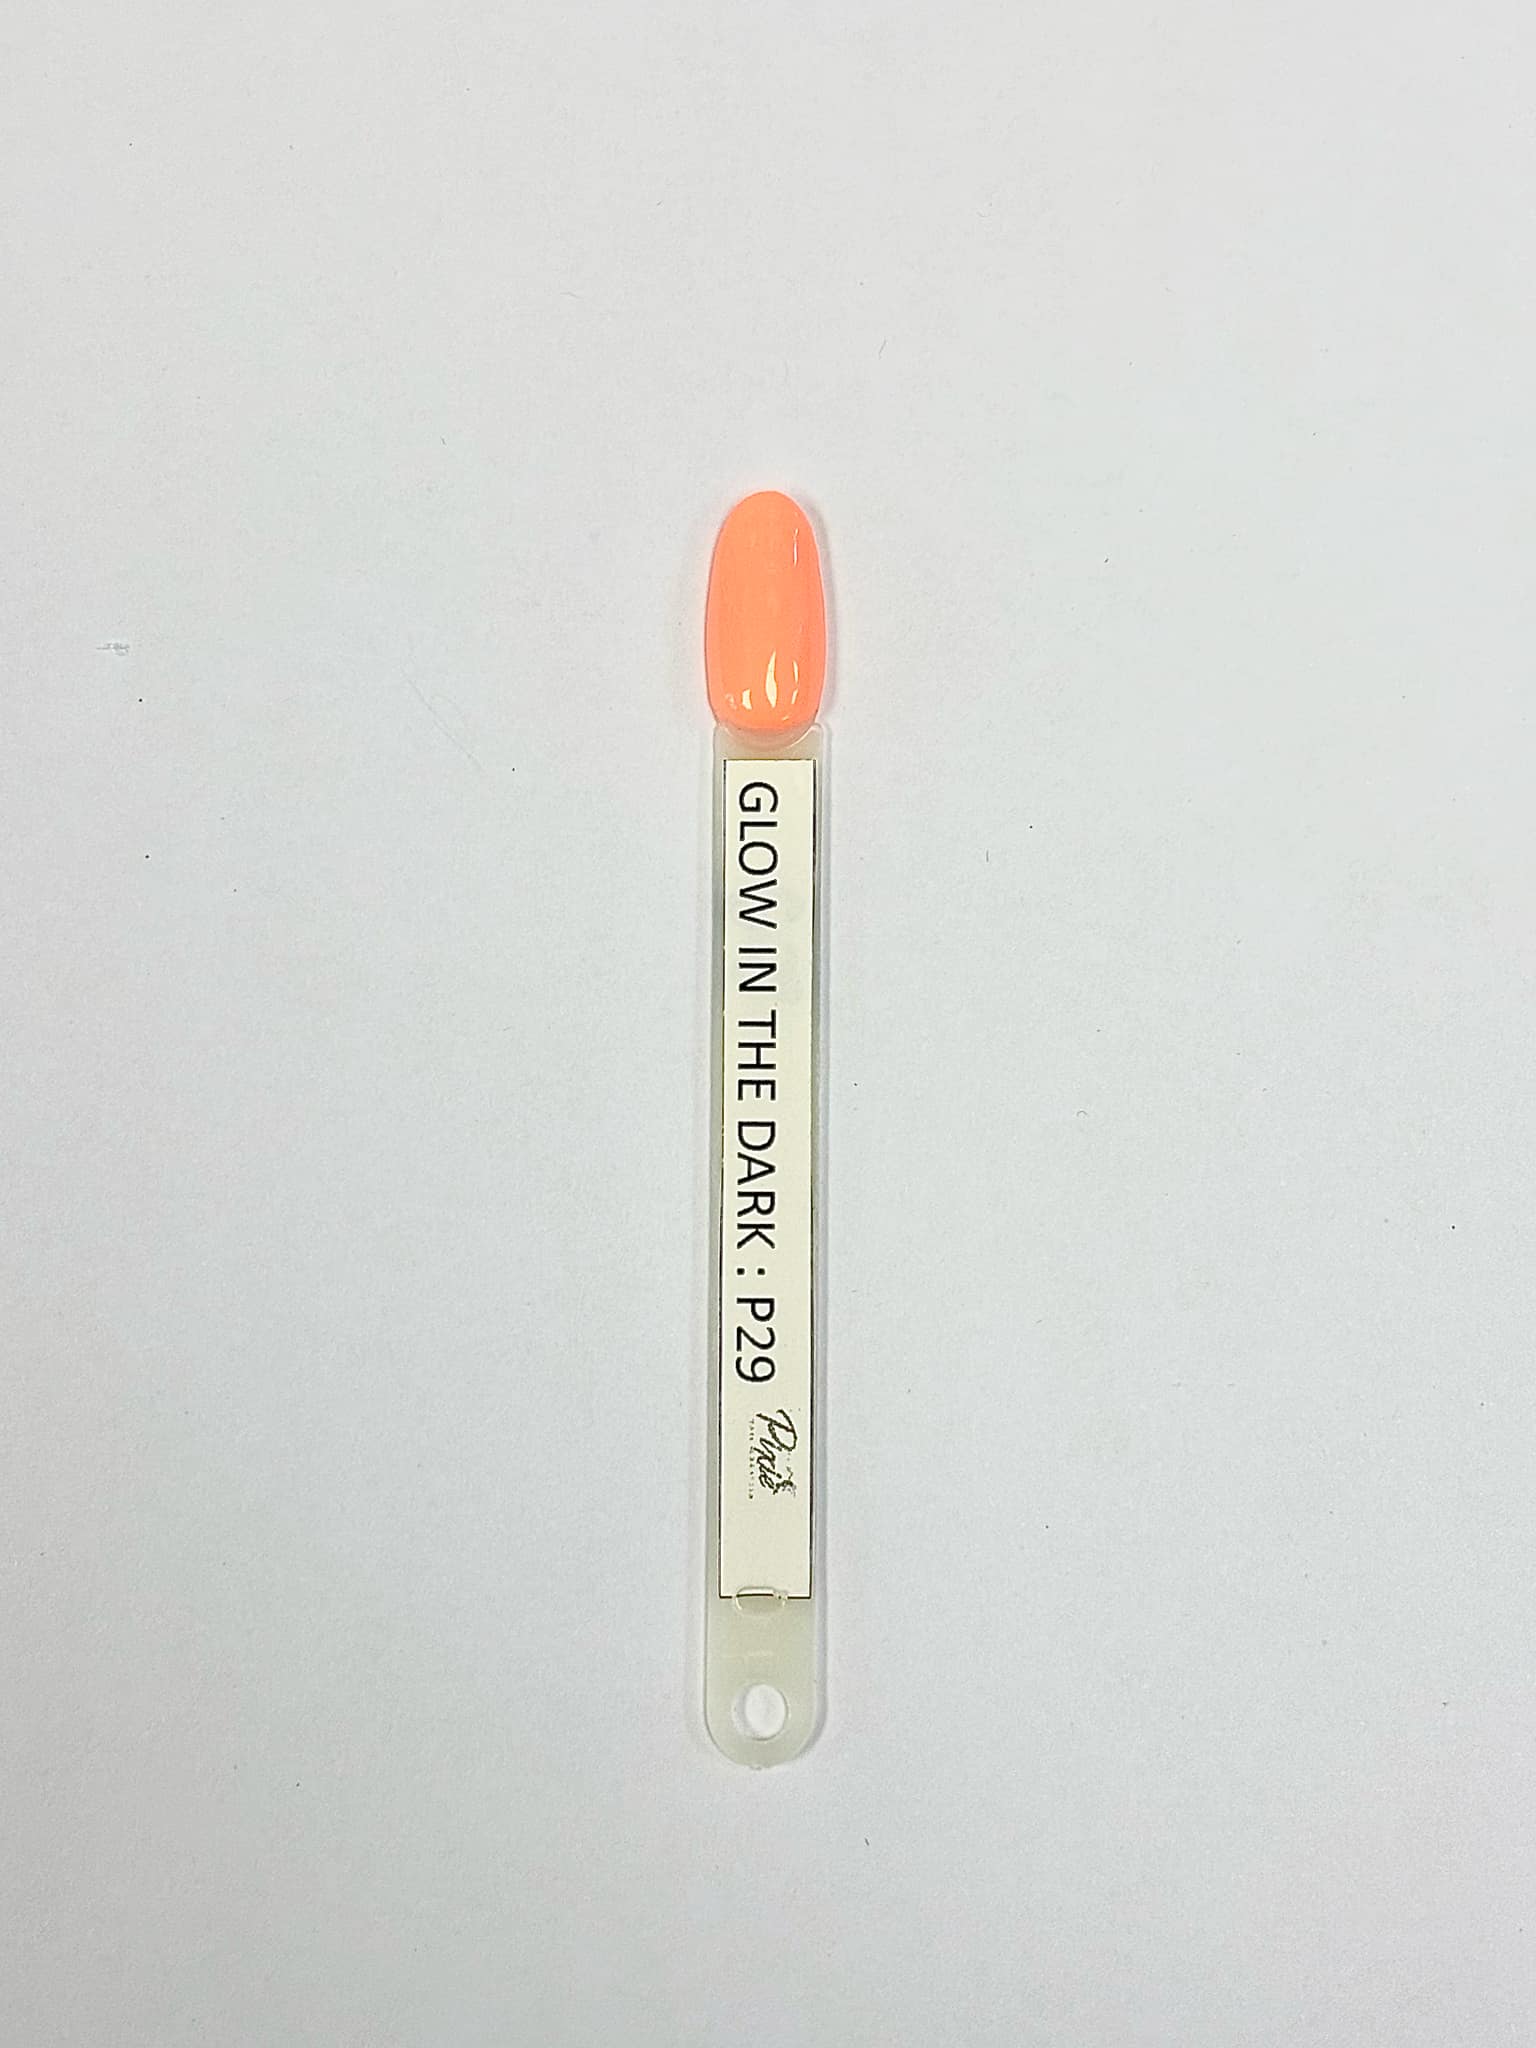 GLOW IN THE DARK : P29
Pixie